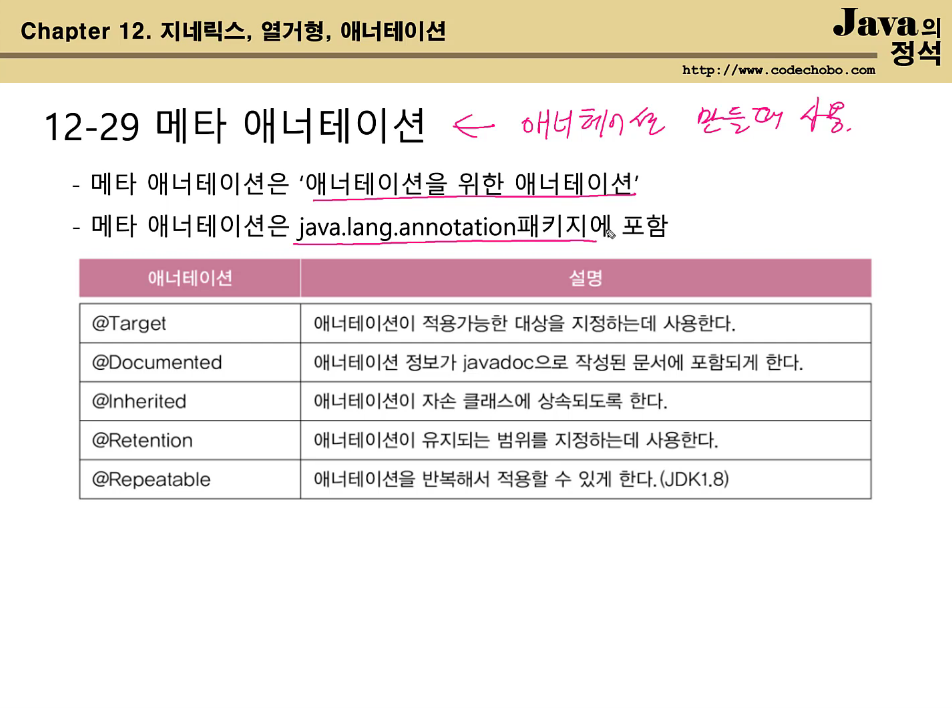 Chapter 12. 지네릭스, 열거형, 애너테이션
Java의
정석
http://www.codechobo.com
12-29 메타 애너테이션 ← 애너테이션 만들때 사용.
- 메타 애너테이션은 ‘애너테이션을 위한 애너테이션’
- 메타 애너테이션은 java.lang.annotation패키지에 포함
애너테이션 설명
@Target 애너테이션이 적용가능한 대상을 지정하는데 사용한다.
@Documented 애너테이션 정보가 javadoc으로 작성된 문서에 포함되게 한다.
@Inherited 애너테이션이 자손 클래스에 상속되도록 한다.
@Retention 애너테이션이 유지되는 범위를 지정하는데 사용한다.
@Repeatable 애너테이션을 반복해서 적용할 수 있게 한다.(JDK1.8)